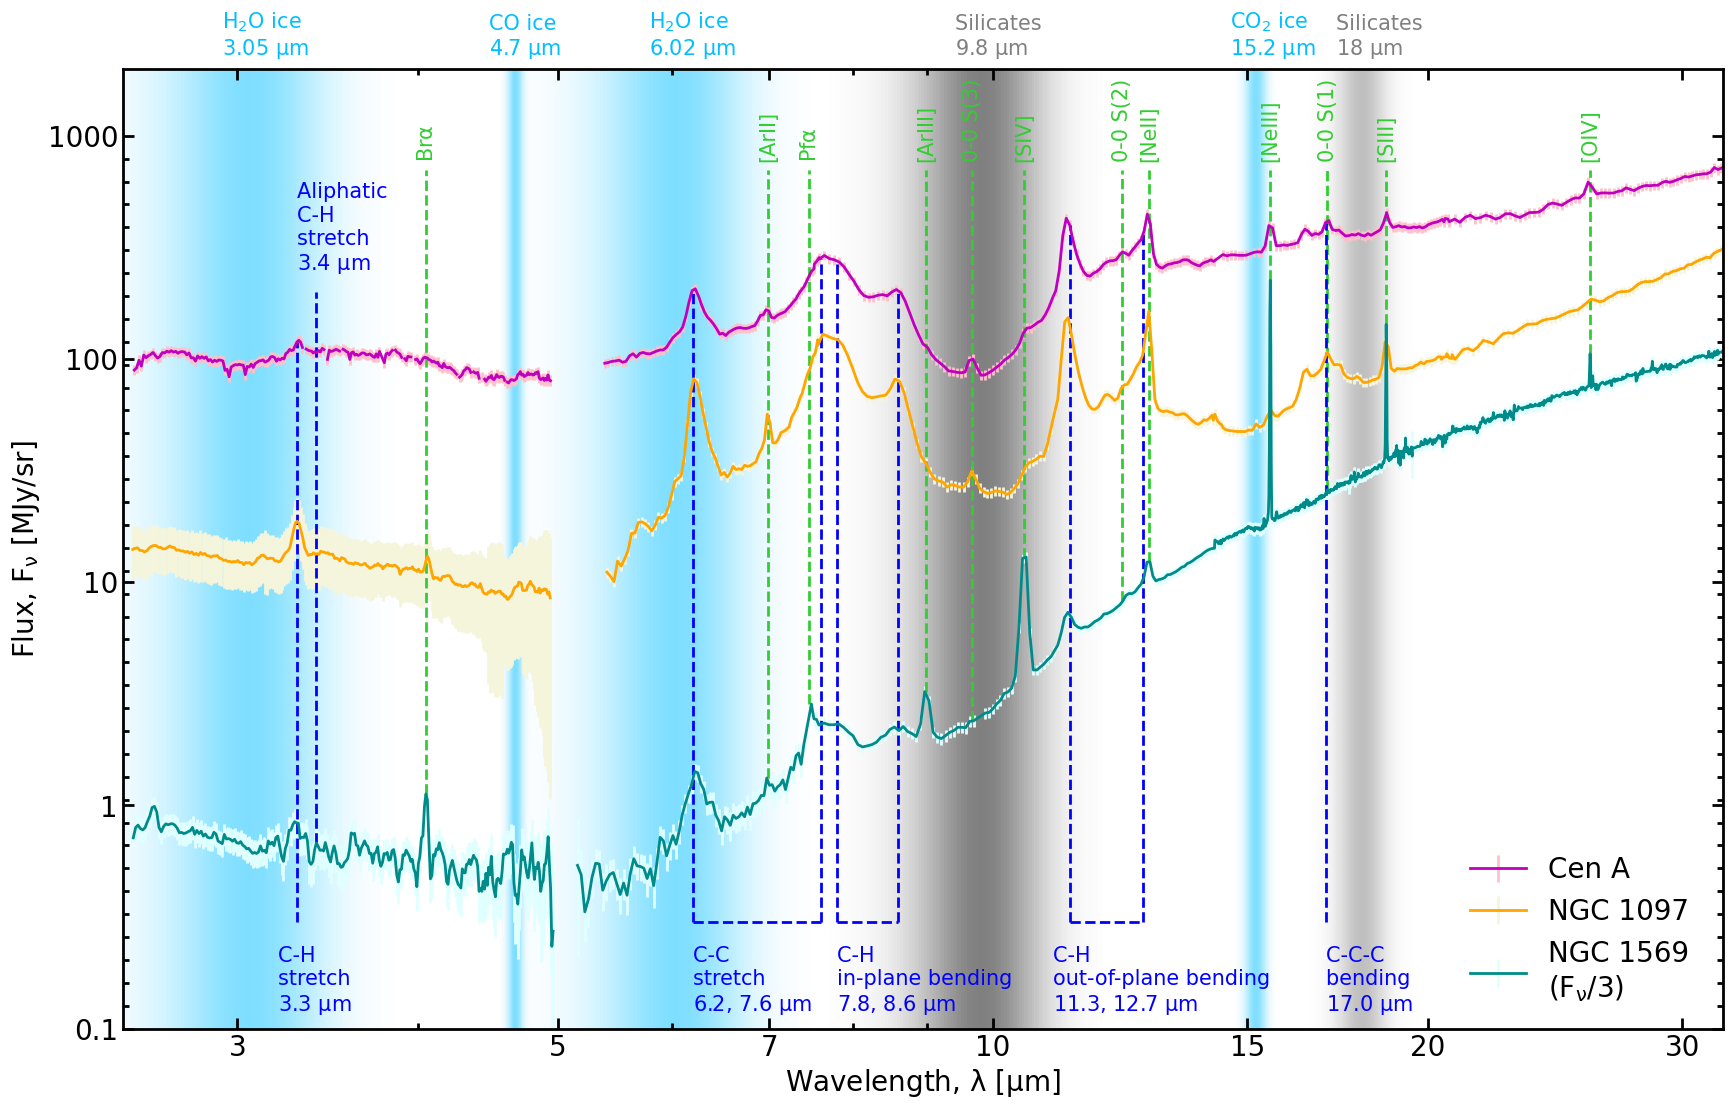 H₂O ice
3.05 μm
CO ice
4.7 μm
H₂O ice
6.02 μm
Silicates
9.8 μm
CO₂ ice
15.2 μm
Silicates
18 μm
Brα
[ArII]
Pfα
[ArIII]
0-0 S(3)
[SIV]
0-0 S(2)
[NeII]
[NeIII]
0-0 S(1)
[SIII]
[OIV]
Aliphatic
C-H
stretch
3.4 μm
1000
100
10
1
0.1
Flux, Fν [MJy/sr]
C-H
stretch
3.3 μm
C-C
stretch
6.2, 7.6 μm
C-H
in-plane bending
7.8, 8.6 μm
C-H
out-of-plane bending
11.3, 12.7 μm
C-C-C
bending
17.0 μm
Cen A
NGC 1097
NGC 1569
(Fν/3)
3
5
7
10
15
20
30
Wavelength, λ [μm]